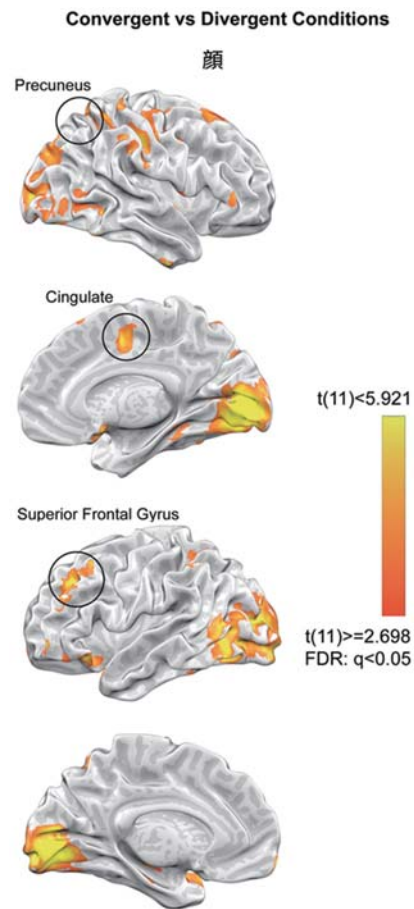 Convergent vs Divergent Conditions
顔
Precuneus
Cingulate
t(11)<5.921
Superior Frontal Gyrus
t(11)>=2.698
FDR: q<0.05